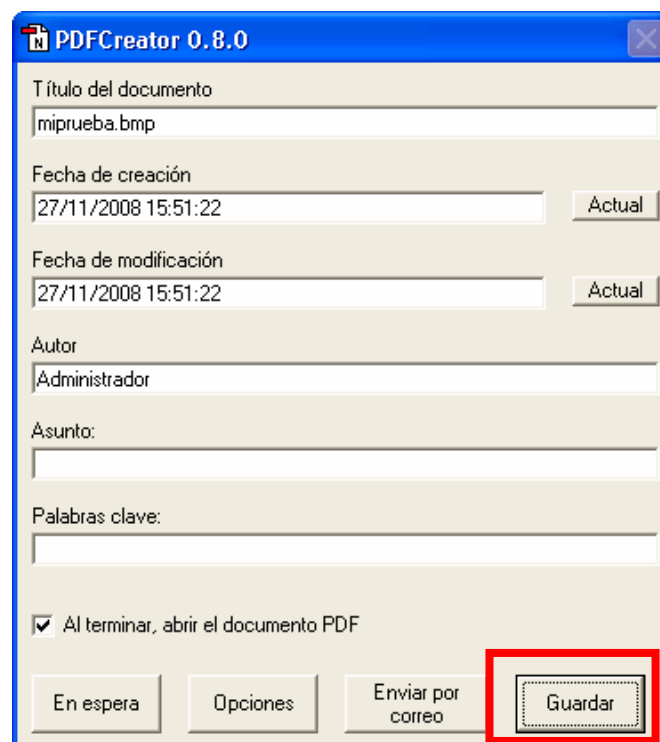 PDFCreator 0.8.0
Título del documento
miprueba.bmp
Fecha de creación
27/11/2008 15:51:22
Actual
Fecha de modificación
27/11/2008 15:51:22
Actual
Autor
Administrador
Asunto:
Palabras clave:
Al terminar, abrir el documento PDF
En espera
Opciones
Enviar por
correo
Guardar